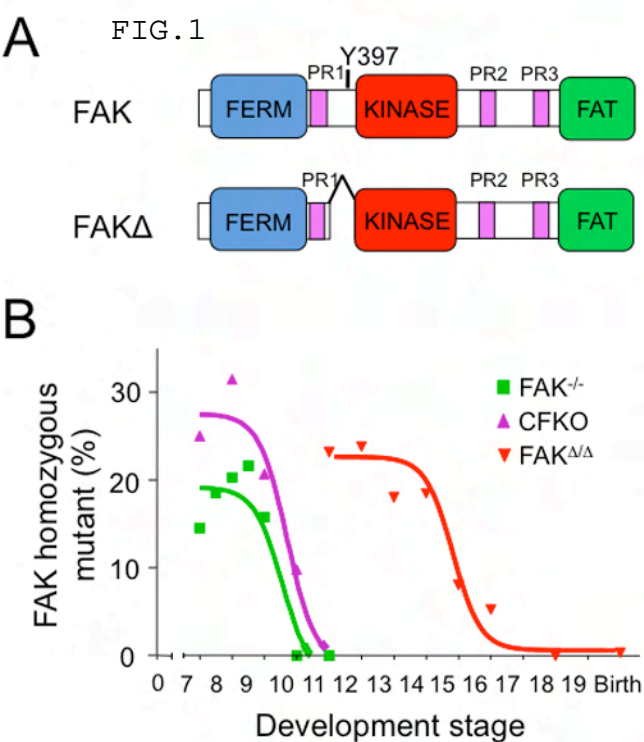 A
FIG.1
Y397
PR1
PR2
PR3
FAK
FERM
KINASE
FAT
PR1
PR2
PR3
FAKΔ
FERM
KINASE
FAT
B
FAK homozygous
mutant (%)
30
20
10
0
FAK-/-
CFKO
FAKΔ/Δ
0 7 8 9 10 11 12 13 14 15 16 17 18 19 Birth
Development stage